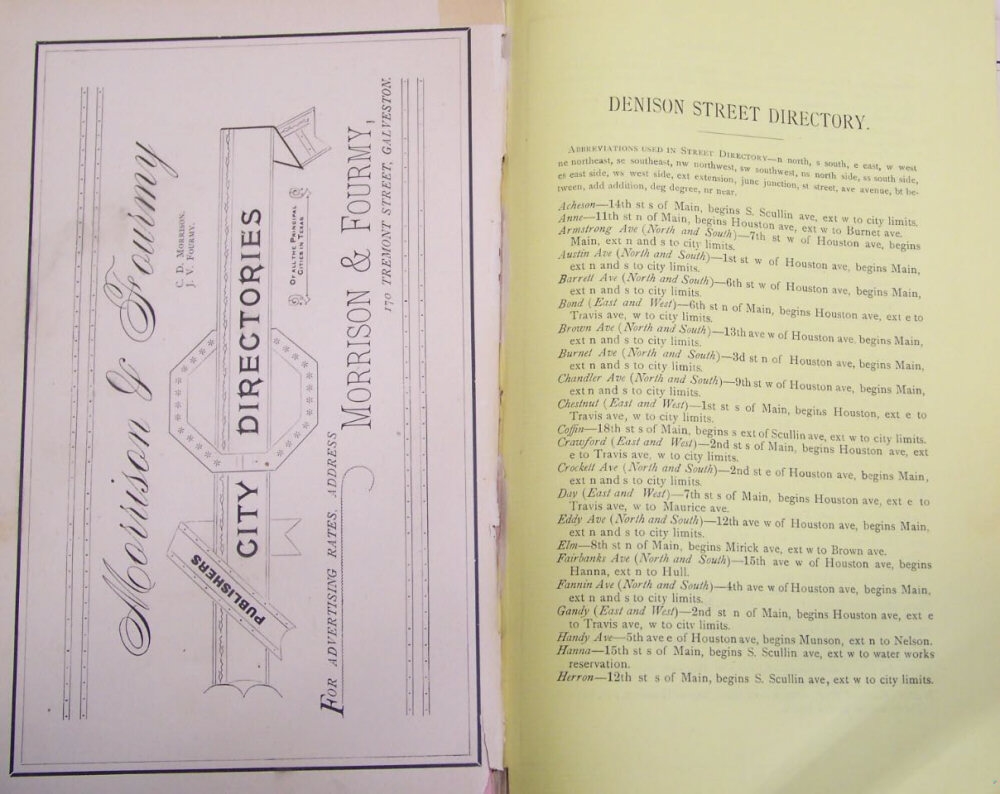 Morrison & Fourmy
C. D. MORRISON.
J. V. FOURMY.
PUBLISHERS
CITY DIRECTORIES
OF ALL THE PRINCIPAL
CITIES IN TEXAS
FOR ADVERTISING RATES, ADDRESS
MORRISON & FOURMY,
170 TREMONT STREET, GALVESTON.
DENISON STREET DIRECTORY.
ABBREVIATIONS USED IN STREET DIRECTORY—n north, s south, e east, w west
ne northeast, se southeast, nw northwest, sw southwest, ns north side, ss south side,
es east side, ws west side, ext extension, junc junction, st street, ave avenue, bt be-
tween, add addition, deg degree, nr near.
Acheson—14th st s of Main, begins S. Scullin ave, ext w to city limits.
Anne—11th st n of Main, begins Houston ave, ext w to Burnet ave.
Armstrong Ave (North and South)—7th st w of Houston ave, begins
Main, ext n and s to city limits.
Austin Ave (North and South)—1st st w of Houston ave, begins Main,
ext n and s to city limits.
Barrett Ave (North and South)—6th st w of Houston ave, begins Main,
ext n and s to city limits.
Bond (East and West)—6th st n of Main, begins Houston ave, ext e to
Travis ave, w to city limits.
Brown Ave (North and South)—13th ave w of Houston ave, begins Main,
ext n and s to city limits.
Burnet Ave (North and South)—3d st n of Houston ave, begins Main,
ext n and s to city limits.
Chandler Ave (North and South)—9th st w of Houston ave, begins Main,
ext n and s to city limits.
Chestnut (East and West)—1st st s of Main, begins Houston, ext e to
Travis ave, w to city limits.
Coffin—18th st s of Main, begins s ext of Scullin ave, ext w to city limits.
Crawford (East and West)—2nd st s of Main, begins Houston ave, ext
e to Travis ave, w to city limits.
Crockett Ave (North and South)—2nd st e of Houston ave, begins Main,
ext n and s to city limits.
Day (East and West)—7th st s of Main, begins Houston ave, ext e to
Travis ave, w to Maurice ave.
Eddy Ave (North and South)—12th ave w of Houston ave, begins Main,
ext n and s to city limits.
Elm—8th st n of Main, begins Mirick ave, ext w to Brown ave.
Fairbanks Ave (North and South)—15th ave w of Houston ave, begins
Hanna, ext n to Hull.
Fannin Ave (North and South)—4th ave w of Houston ave, begins Main,
ext n and s to city limits.
Gandy (East and West)—2nd st n of Main, begins Houston ave, ext e
to Travis ave, w to city limits.
Handy Ave—5th ave e of Houston ave, begins Munson, ext n to Nelson.
Hanna—15th st s of Main, begins S. Scullin ave, ext w to water works
reservation.
Herron—12th st s of Main, begins S. Scullin ave, ext w to city limits.